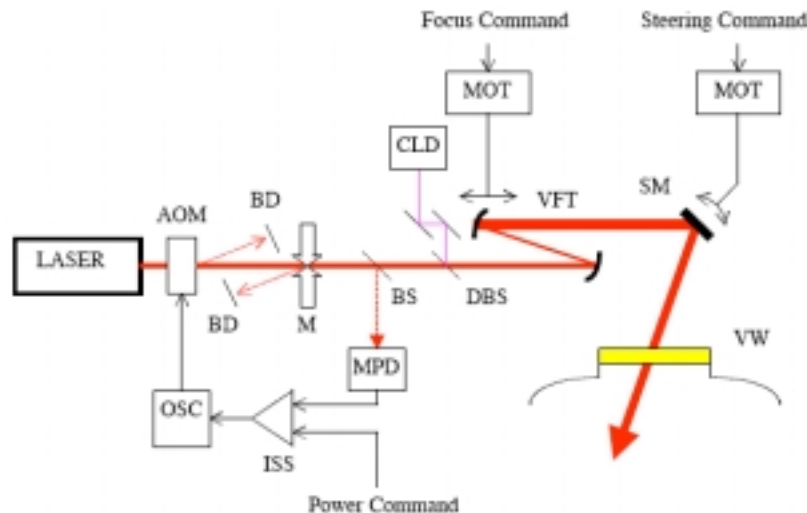 Focus Command
Steering Command
MOT
MOT
CLD
SM
BD
VFT
AOM
LASER
BS
DBS
BD
M
VW
MPD
OSC
ISS
Power Command